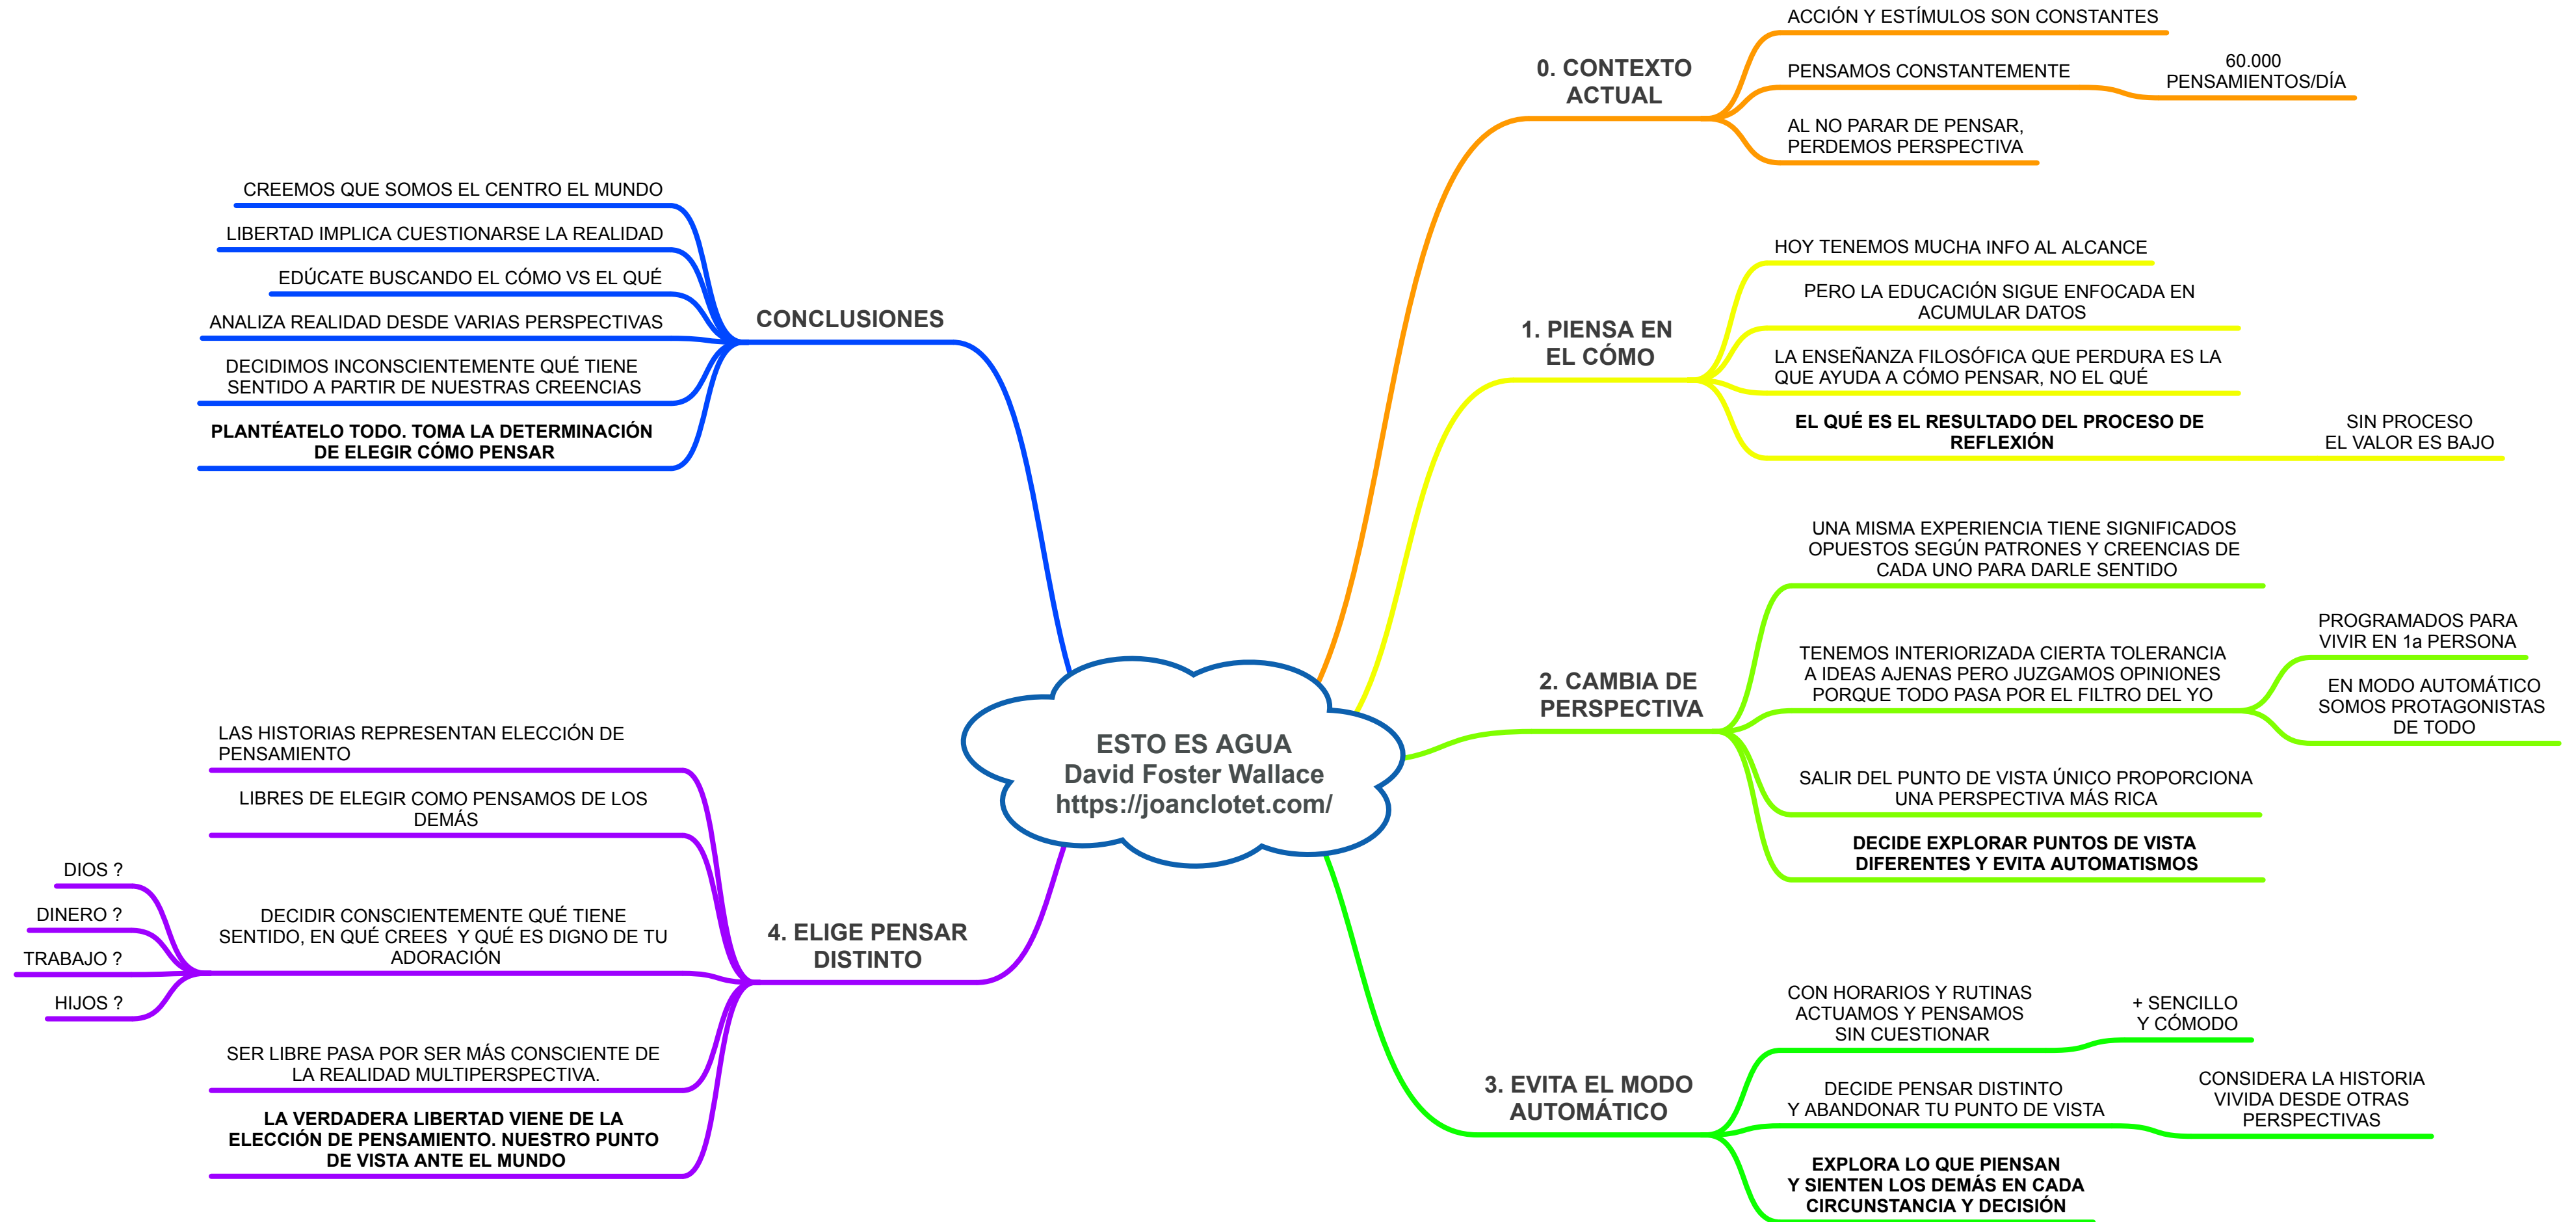 ESTO ES AGUA
David Foster Wallace
https://joanclotet.com/
0. CONTEXTO
ACTUAL
ACCIÓN Y ESTÍMULOS SON CONSTANTES
PENSAMOS CONSTANTEMENTE
60.000
PENSAMIENTOS/DÍA
AL NO PARAR DE PENSAR,
PERDEMOS PERSPECTIVA
1. PIENSA EN
EL CÓMO
HOY TENEMOS MUCHA INFO AL ALCANCE
PERO LA EDUCACIÓN SIGUE ENFOCADA EN
ACUMULAR DATOS
LA ENSEÑANZA FILOSÓFICA QUE PERDURA ES LA
QUE AYUDA A CÓMO PENSAR, NO EL QUÉ
EL QUÉ ES EL RESULTADO DEL PROCESO DE
REFLEXIÓN
SIN PROCESO
EL VALOR ES BAJO
2. CAMBIA DE
PERSPECTIVA
UNA MISMA EXPERIENCIA TIENE SIGNIFICADOS
OPUESTOS SEGÚN PATRONES Y CREENCIAS DE
CADA UNO PARA DARLE SENTIDO
TENEMOS INTERIORIZADA CIERTA TOLERANCIA
A IDEAS AJENAS PERO JUZGAMOS OPINIONES
PORQUE TODO PASA POR EL FILTRO DEL YO
PROGRAMADOS PARA
VIVIR EN 1a PERSONA
EN MODO AUTOMÁTICO
SOMOS PROTAGONISTAS
DE TODO
SALIR DEL PUNTO DE VISTA ÚNICO PROPORCIONA
UNA PERSPECTIVA MÁS RICA
DECIDE EXPLORAR PUNTOS DE VISTA
DIFERENTES Y EVITA AUTOMATISMOS
3. EVITA EL MODO
AUTOMÁTICO
CON HORARIOS Y RUTINAS
ACTUAMOS Y PENSAMOS
SIN CUESTIONAR
+ SENCILLO
Y CÓMODO
DECIDE PENSAR DISTINTO
Y ABANDONAR TU PUNTO DE VISTA
CONSIDERA LA HISTORIA
VIVIDA DESDE OTRAS
PERSPECTIVAS
EXPLORA LO QUE PIENSAN
Y SIENTEN LOS DEMÁS EN CADA
CIRCUNSTANCIA Y DECISIÓN
4. ELIGE PENSAR
DISTINTO
LAS HISTORIAS REPRESENTAN ELECCIÓN DE
PENSAMIENTO
LIBRES DE ELEGIR COMO PENSAMOS DE LOS
DEMÁS
DECIDIR CONSCIENTEMENTE QUÉ TIENE
SENTIDO, EN QUÉ CREES  Y QUÉ ES DIGNO DE TU
ADORACIÓN
DIOS ?
DINERO ?
TRABAJO ?
HIJOS ?
SER LIBRE PASA POR SER MÁS CONSCIENTE DE
LA REALIDAD MULTIPERSPECTIVA.
LA VERDADERA LIBERTAD VIENE DE LA
ELECCIÓN DE PENSAMIENTO. NUESTRO PUNTO
DE VISTA ANTE EL MUNDO
CONCLUSIONES
CREEMOS QUE SOMOS EL CENTRO EL MUNDO
LIBERTAD IMPLICA CUESTIONARSE LA REALIDAD
EDÚCATE BUSCANDO EL CÓMO VS EL QUÉ
ANALIZA REALIDAD DESDE VARIAS PERSPECTIVAS
DECIDIMOS INCONSCIENTEMENTE QUÉ TIENE
SENTIDO A PARTIR DE NUESTRAS CREENCIAS
PLANTÉATELO TODO. TOMA LA DETERMINACIÓN
DE ELEGIR CÓMO PENSAR